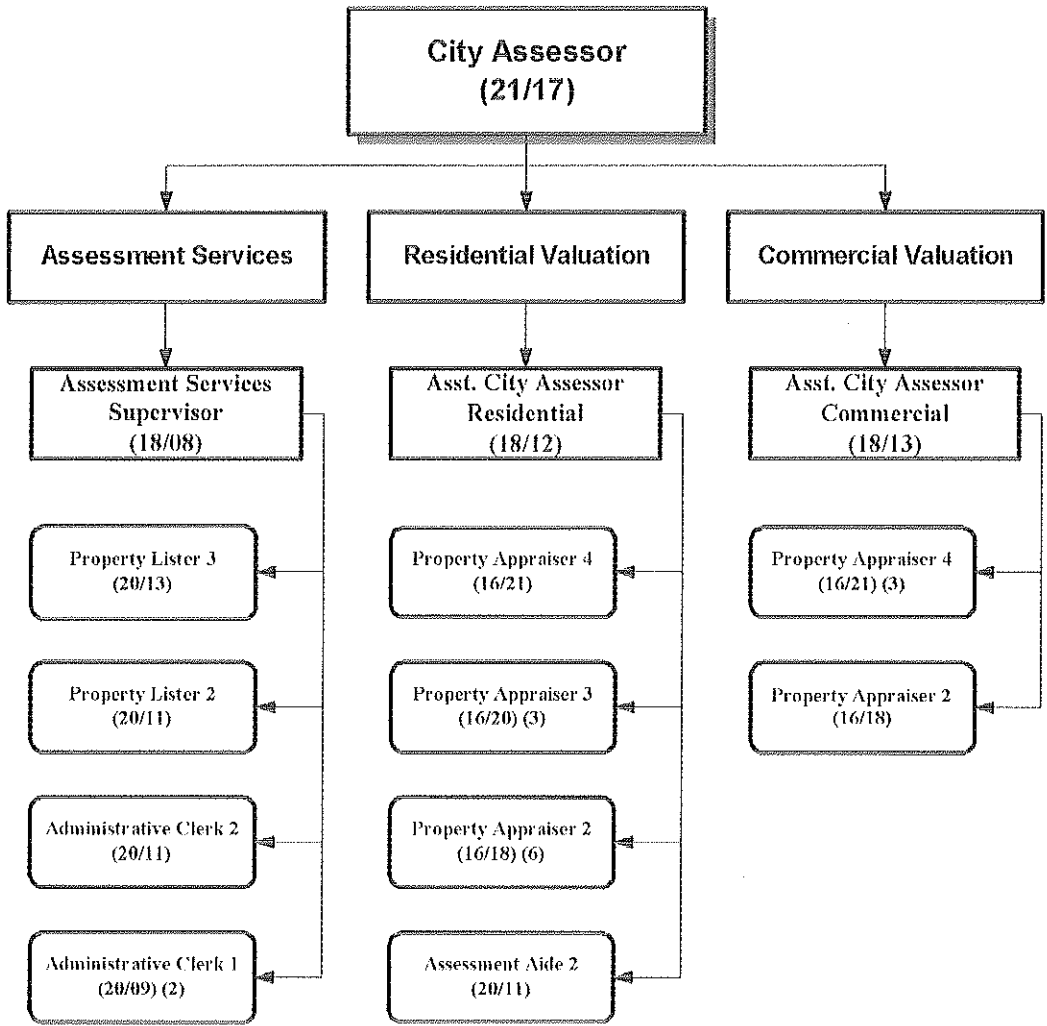 City Assessor
(21/17)
Assessment Services
Residential Valuation
Commercial Valuation
Assessment Services
Supervisor
(18/08)
Asst. City Assessor
Residential
(18/12)
Asst. City Assessor
Commercial
(18/13)
Property Lister 3
(20/13)
Property Appraiser 4
(16/21)
Property Appraiser 4
(16/21) (3)
Property Lister 2
(20/11)
Property Appraiser 3
(16/20) (3)
Property Appraiser 2
(16/18)
Administrative Clerk 2
(20/11)
Property Appraiser 2
(16/18) (6)
Administrative Clerk 1
(20/09) (2)
Assessment Aide 2
(20/11)